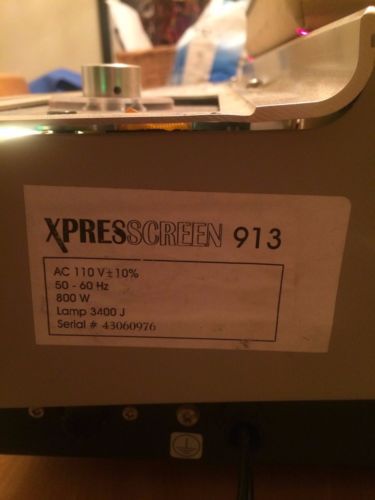 XPRESSCREEN 913
AC 110 V ± 10%
50 - 60 Hz
800 W
Lamp 3400 J
Serial # 43060976